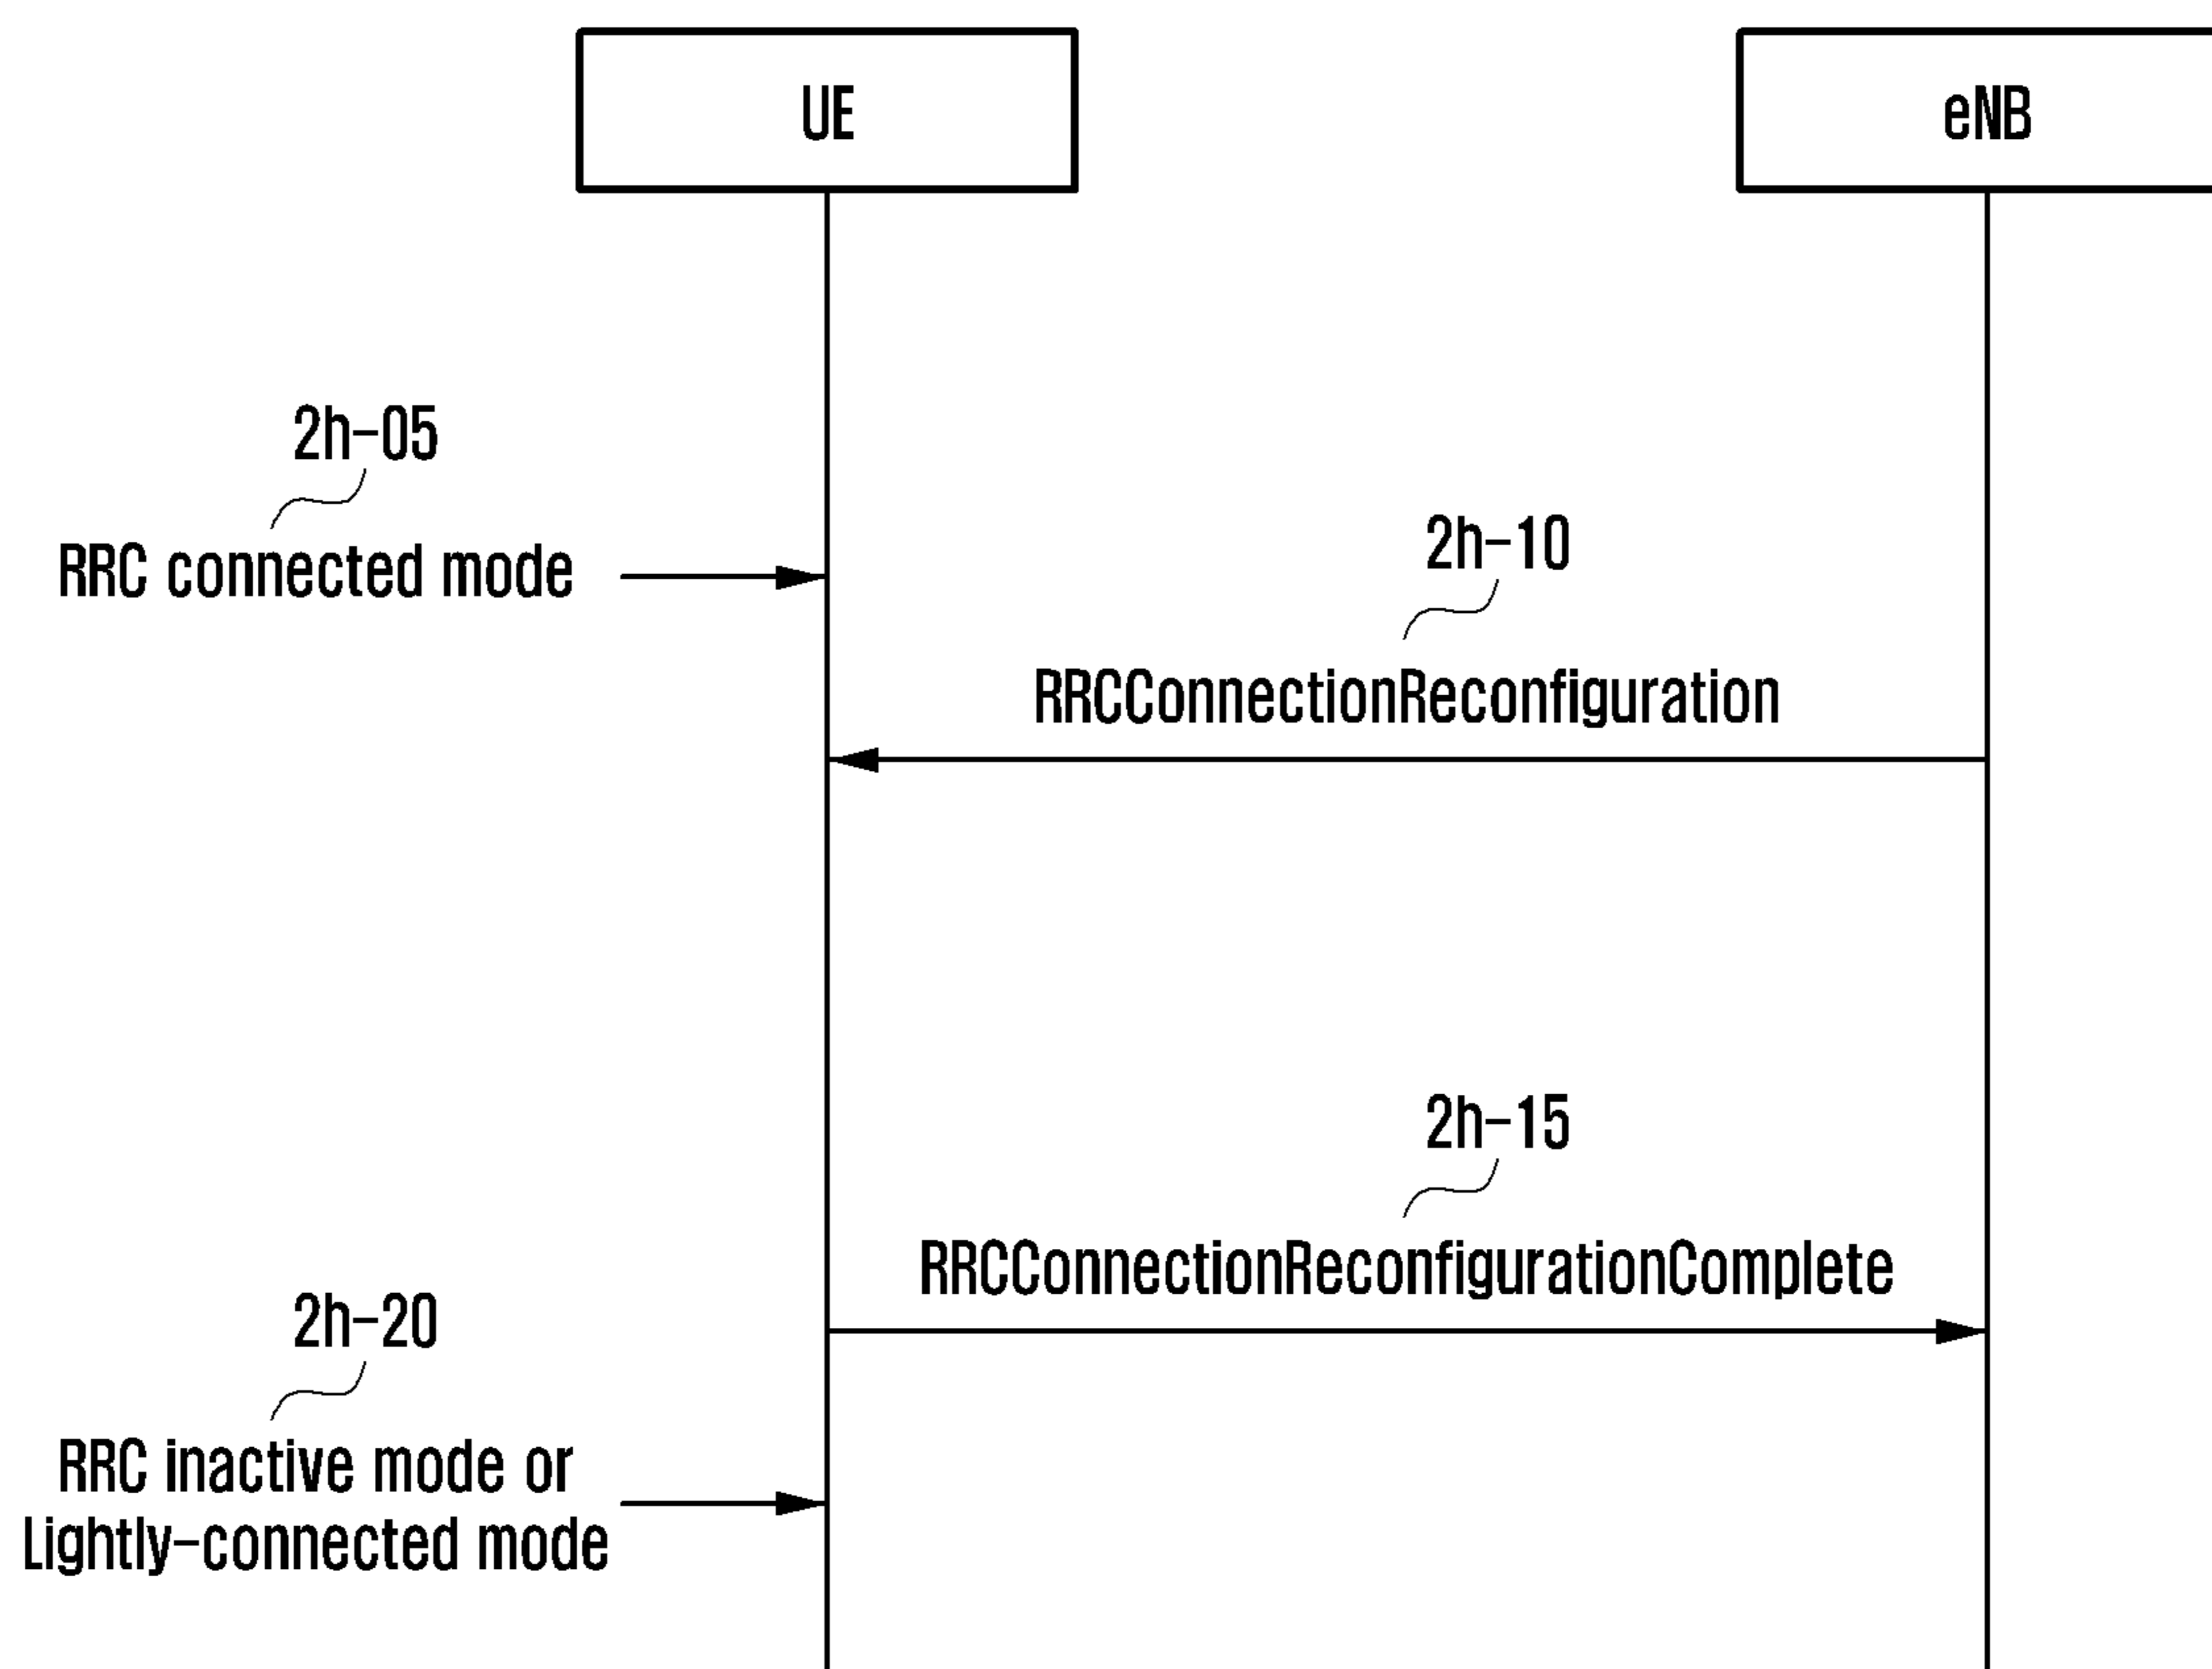 UE
eNB
2h-05
RRC connected mode
2h-10
RRCConnectionReconfiguration
2h-15
RRCConnectionReconfigurationComplete
2h-20
RRC inactive mode or
Lightly-connected mode